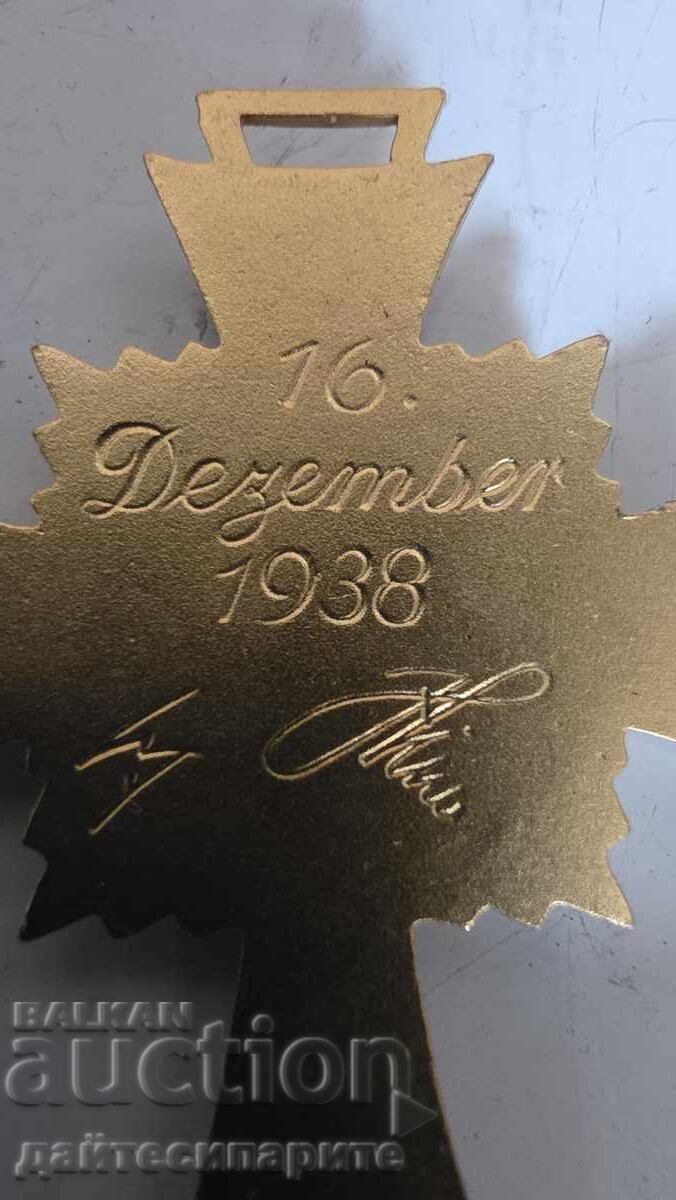 16.
Dezember
1938
BALKAN
auction
дайтесипарите